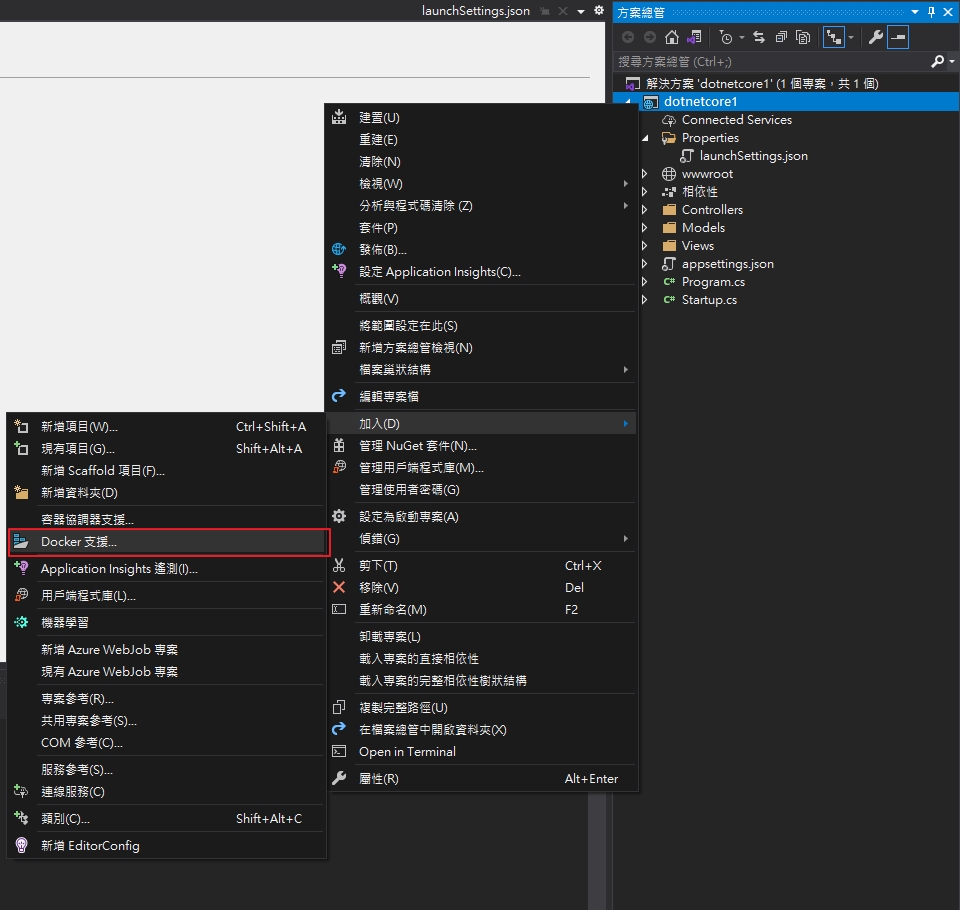 launchSettings.json
方案總管
搜尋方案總管 (Ctrl+;)
解決方案 'dotnetcore1' (1 個專案，共 1 個)
dotnetcore1
Connected Services
Properties
launchSettings.json
wwwroot
相依性
Controllers
Models
Views
appsettings.json
C# Program.cs
C# Startup.cs
建置(U)
重建(E)
清除(N)
檢視(W)
分析與程式碼清除 (Z)
套件(P)
發佈(B)...
設定 Application Insights(C)...
概觀(V)
將範圍設定在此(S)
新增方案總管檢視(N)
檔案巢狀結構
編輯專案檔
加入(D)
管理 NuGet 套件(N)...
管理用戶端程式庫(M)...
管理使用者密碼(G)
設定為啟動專案(A)
偵錯(G)
剪下(T) Ctrl+X
移除(V) Del
重新命名(M) F2
卸載專案(L)
載入專案的直接相依性
載入專案的完整相依性樹狀結構
複製完整路徑(U)
在檔案總管中開啟資料夾(X)
Open in Terminal
屬性(R) Alt+Enter
新增項目(W)... Ctrl+Shift+A
現有項目(G)... Shift+Alt+A
新增 Scaffold 項目(F)...
新增資料夾(D)
容器協調器支援...
Docker 支援...
Application Insights 遙測(I)...
用戶端程式庫(L)...
機器學習
新增 Azure WebJob 專案
現有 Azure WebJob 專案
專案參考(R)...
共用專案參考(S)...
COM 參考(C)...
服務參考(S)...
連線服務(C)
類別(C)... Shift+Alt+C
新增 EditorConfig